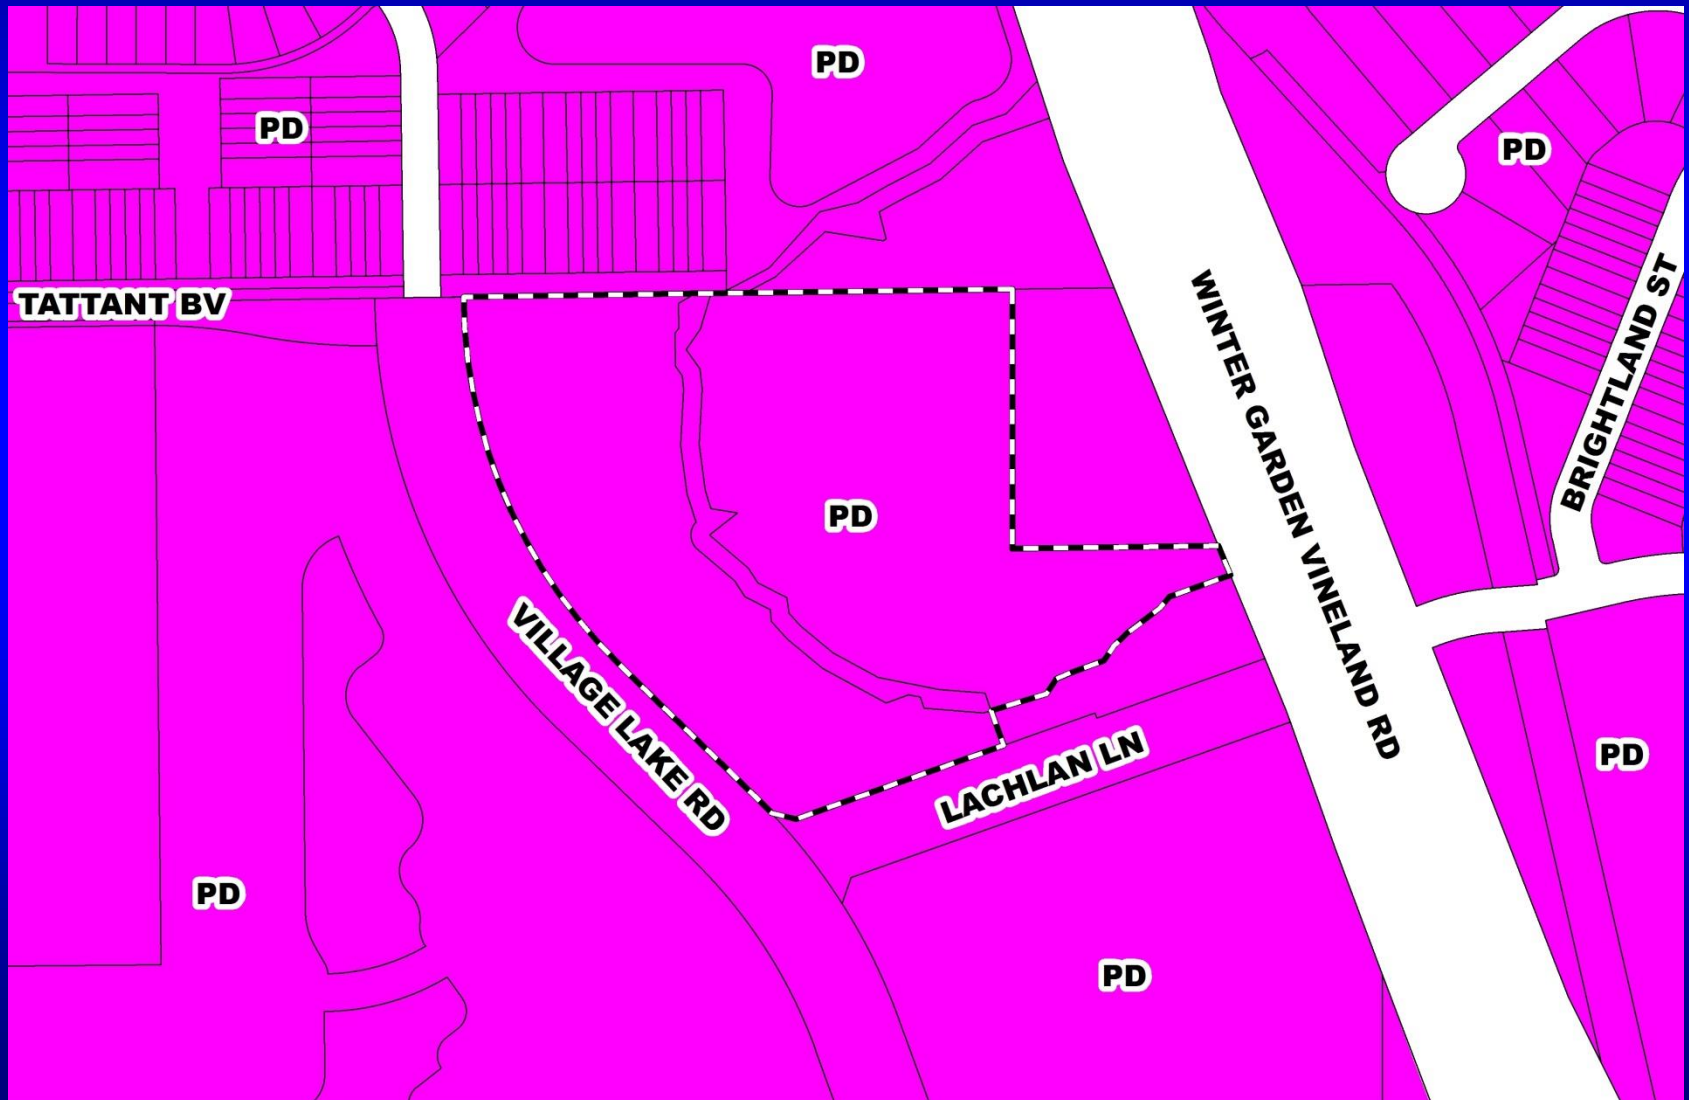 PD
PD
PD
TATTANT BV
WINTER GARDEN VINELAND RD
BRIGHTLAND ST
PD
VILLAGE LAKE RD
LACHLAN LN
PD
PD
PD